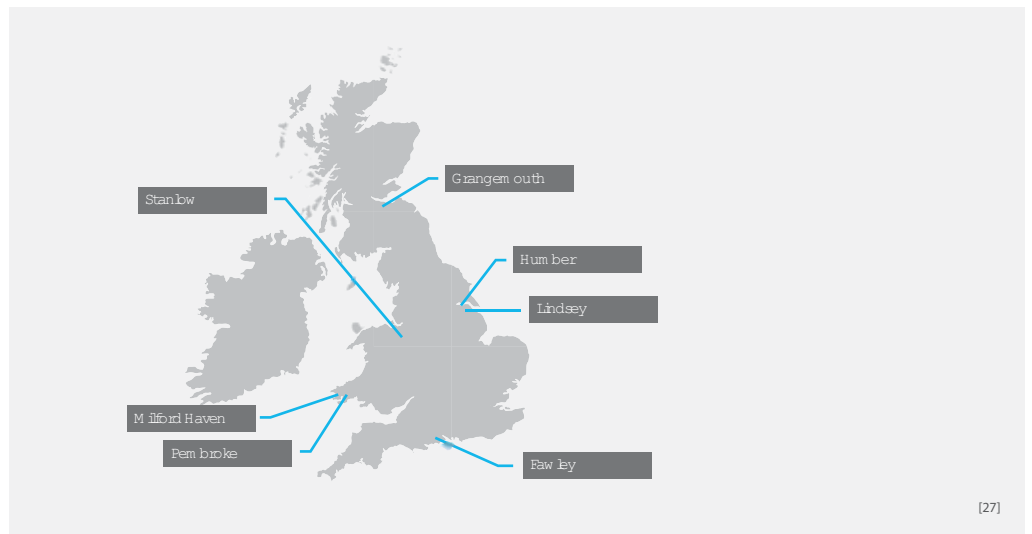 Grangemouth
Stanlow
Humber
Lindsey
Milford Haven
Pembroke
Fawley
[27]